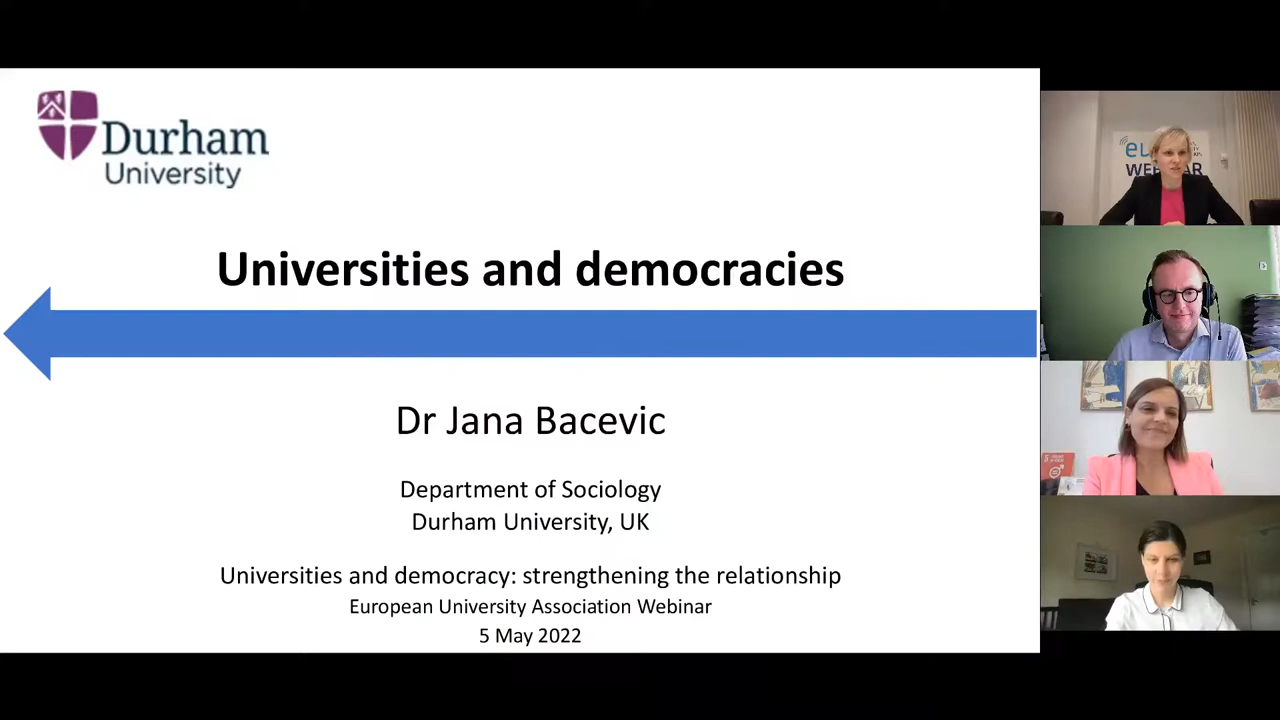 Durham
University
Universities and democracies
Dr Jana Bacevic
Department of Sociology
Durham University, UK
Universities and democracy: strengthening the relationship
European University Association Webinar
5 May 2022